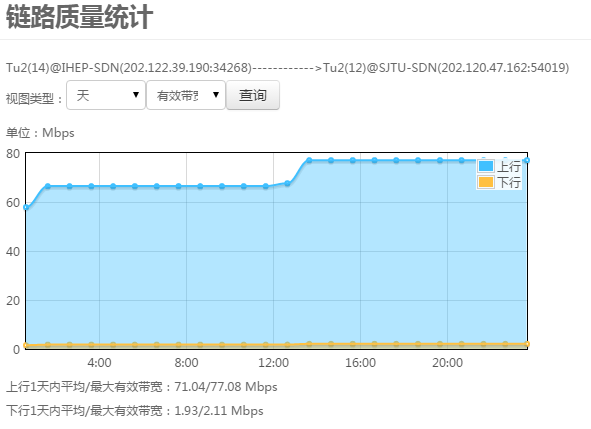 链路质量统计
Tu2(14)@IHEP-SDN(202.122.39.190:34268)------------->Tu2(12)@SJTU-SDN(202.120.47.162:54019)
视图类型： 天 有效带宽 查询
单位：Mbps
80
上行
下行
60
40
20
0
4:00 8:00 12:00 16:00 20:00
上行1天内平均/最大有效带宽：71.04/77.08 Mbps
下行1天内平均/最大有效带宽：1.93/2.11 Mbps